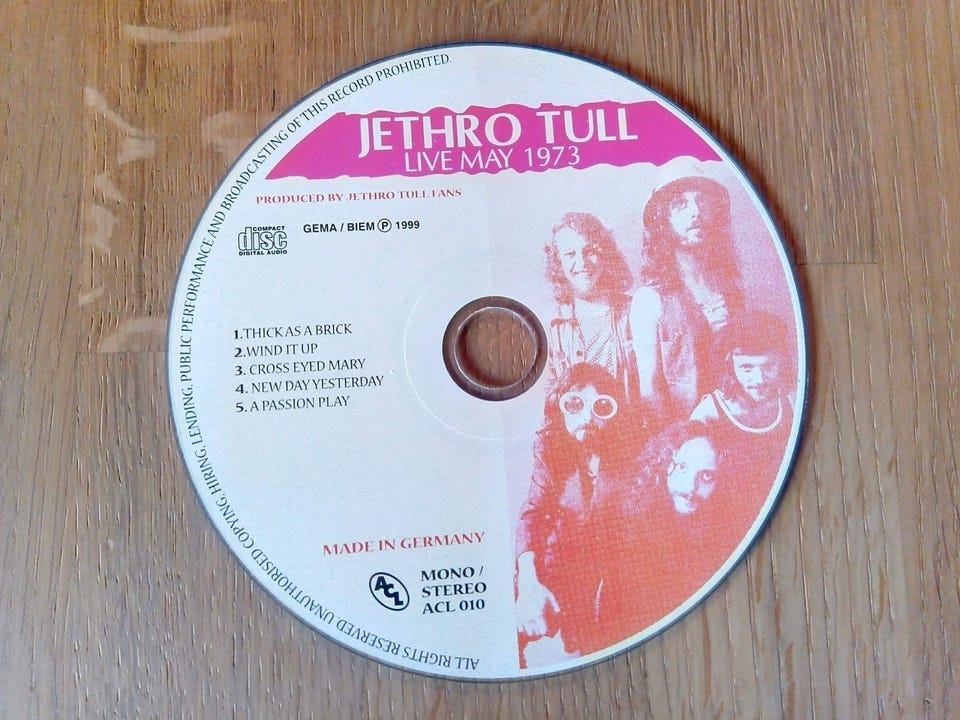 JETHRO TULL
LIVE MAY 1973
PRODUCED BY JETHRO TULL FANS
COMPACT
disc
DIGITAL AUDIO
GEMA / BIEM Ⓟ 1999
1.THICK AS A BRICK
2.WIND IT UP
3. CROSS EYED MARY
4. NEW DAY YESTERDAY
5. A PASSION PLAY
MADE IN GERMANY
ACL
MONO /
STEREO
ACL 010
ALL RIGHTS RESERVED. UNAUTHORISED COPYING, HIRING, LENDING, PUBLIC PERFORMANCE AND BROADCASTING OF THIS RECORD PROHIBITED.